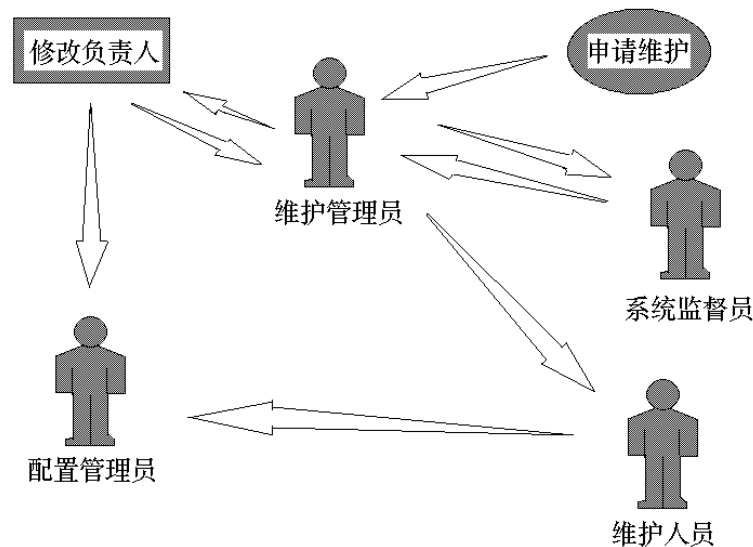 修改负责人
申请维护
维护管理员
系统监督员
配置管理员
维护人员